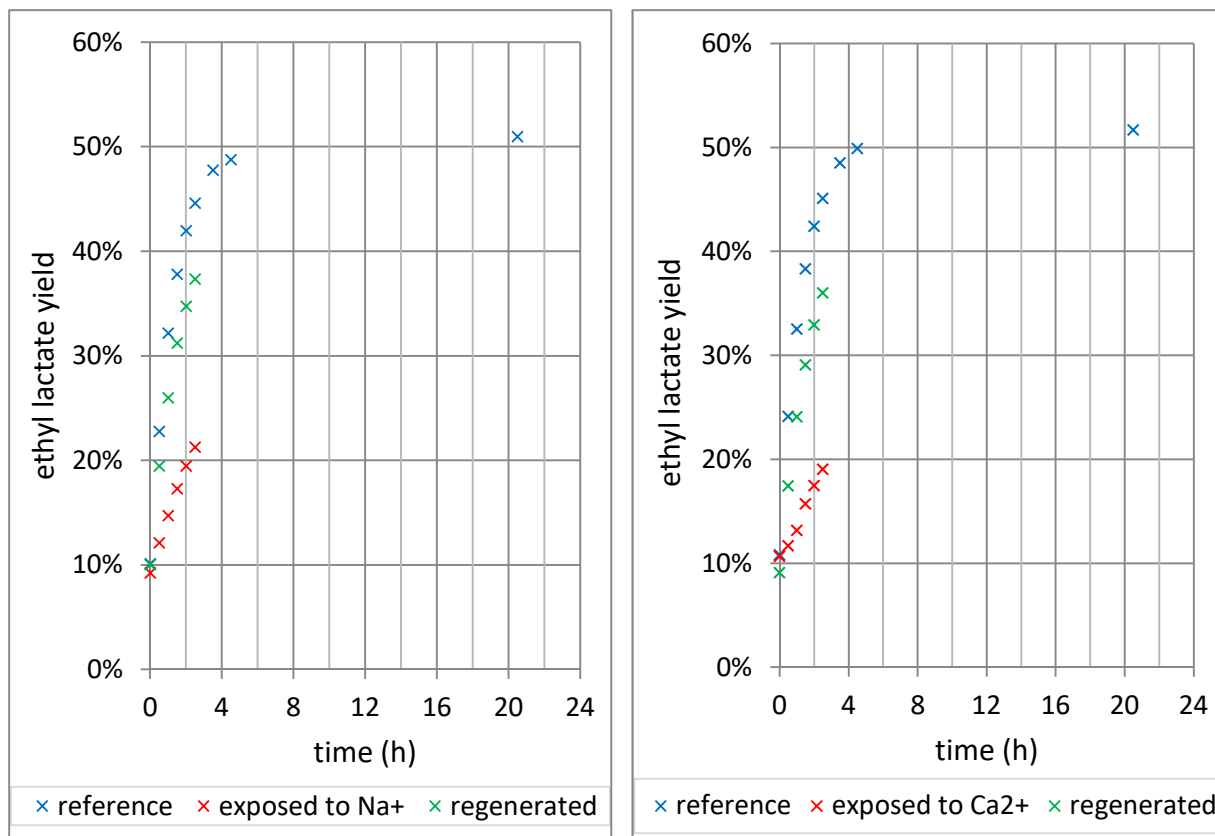 60%
50%
40%
30%
20%
10%
0%
ethyl lactate yield
0 4 8 12 16 20 24
time (h)
× reference × exposed to Na+ × regenerated
60%
50%
40%
30%
20%
10%
0%
ethyl lactate yield
0 4 8 12 16 20 24
time (h)
× reference × exposed to Ca2+ × regenerated